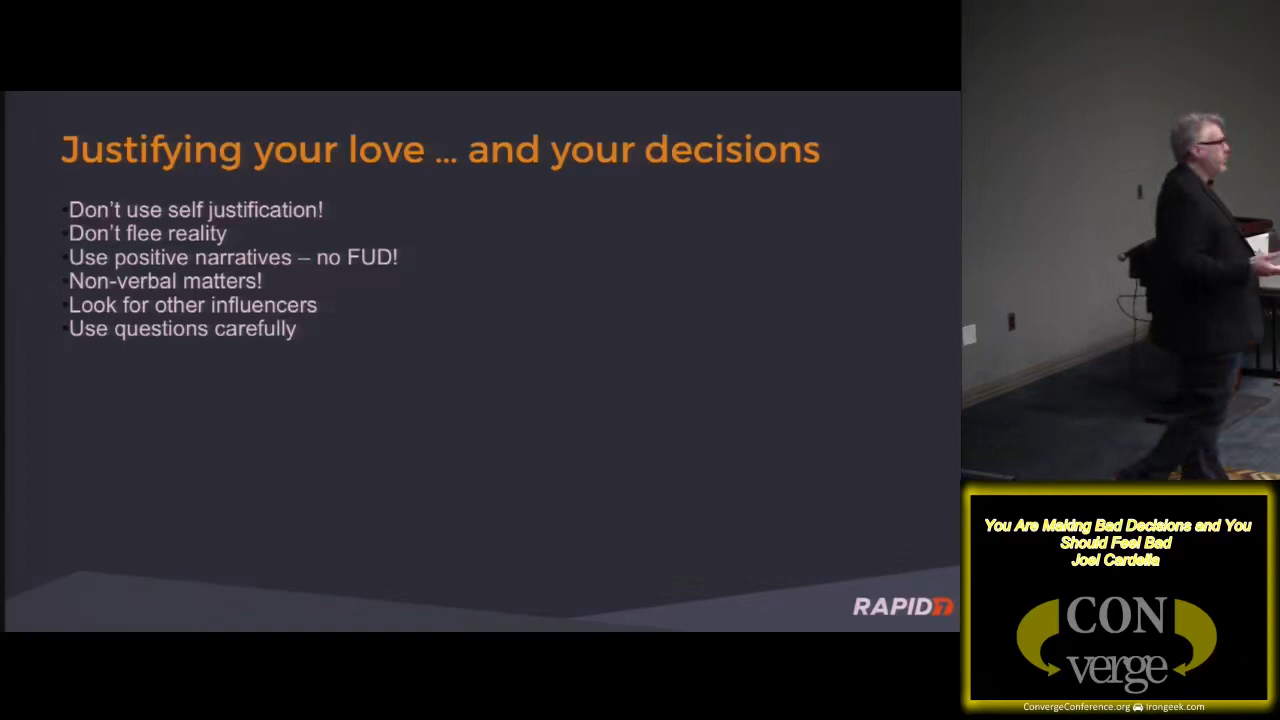 Justifying your love ... and your decisions
•Don't use self justification!
•Don't flee reality
•Use positive narratives – no FUD!
•Non-verbal matters!
•Look for other influencers
•Use questions carefully
RAPID7
You Are Making Bad Decisions and You
Should Feel Bad
Joel Cardella
CON
verge
ConvergeConference.org Irongeek.com